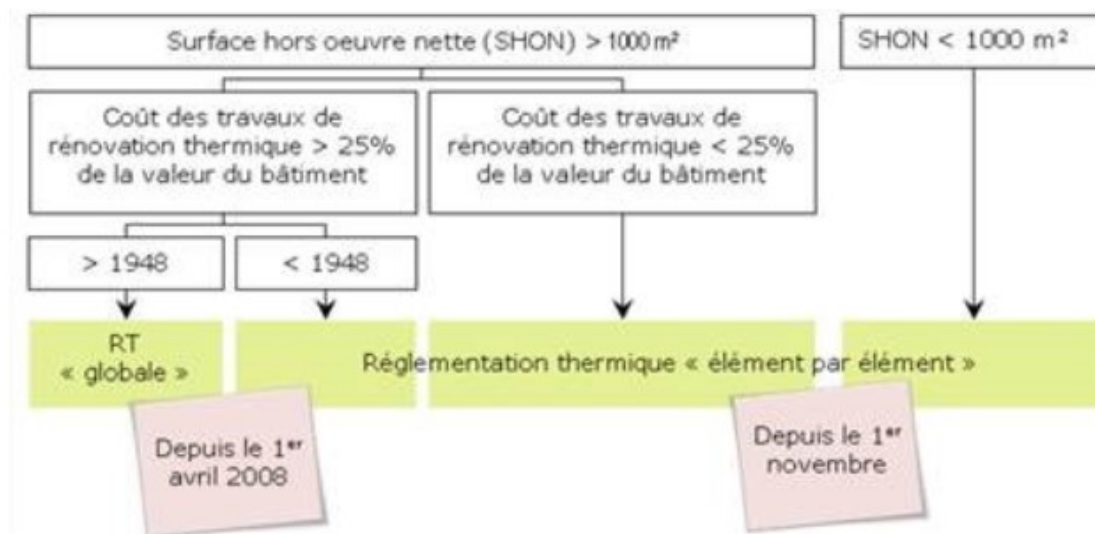 Surface hors oeuvre nette (SHON) > 1000 m²
SHON < 1000 m²
Coût des travaux de
rénovation thermique > 25%
de la valeur du bâtiment
Coût des travaux de
rénovation thermique < 25%
de la valeur du bâtiment
> 1948
< 1948
RT
« globale »
Réglementation thermique « élément par élément »
Depuis le 1er
avril 2008
Depuis le 1er
novembre